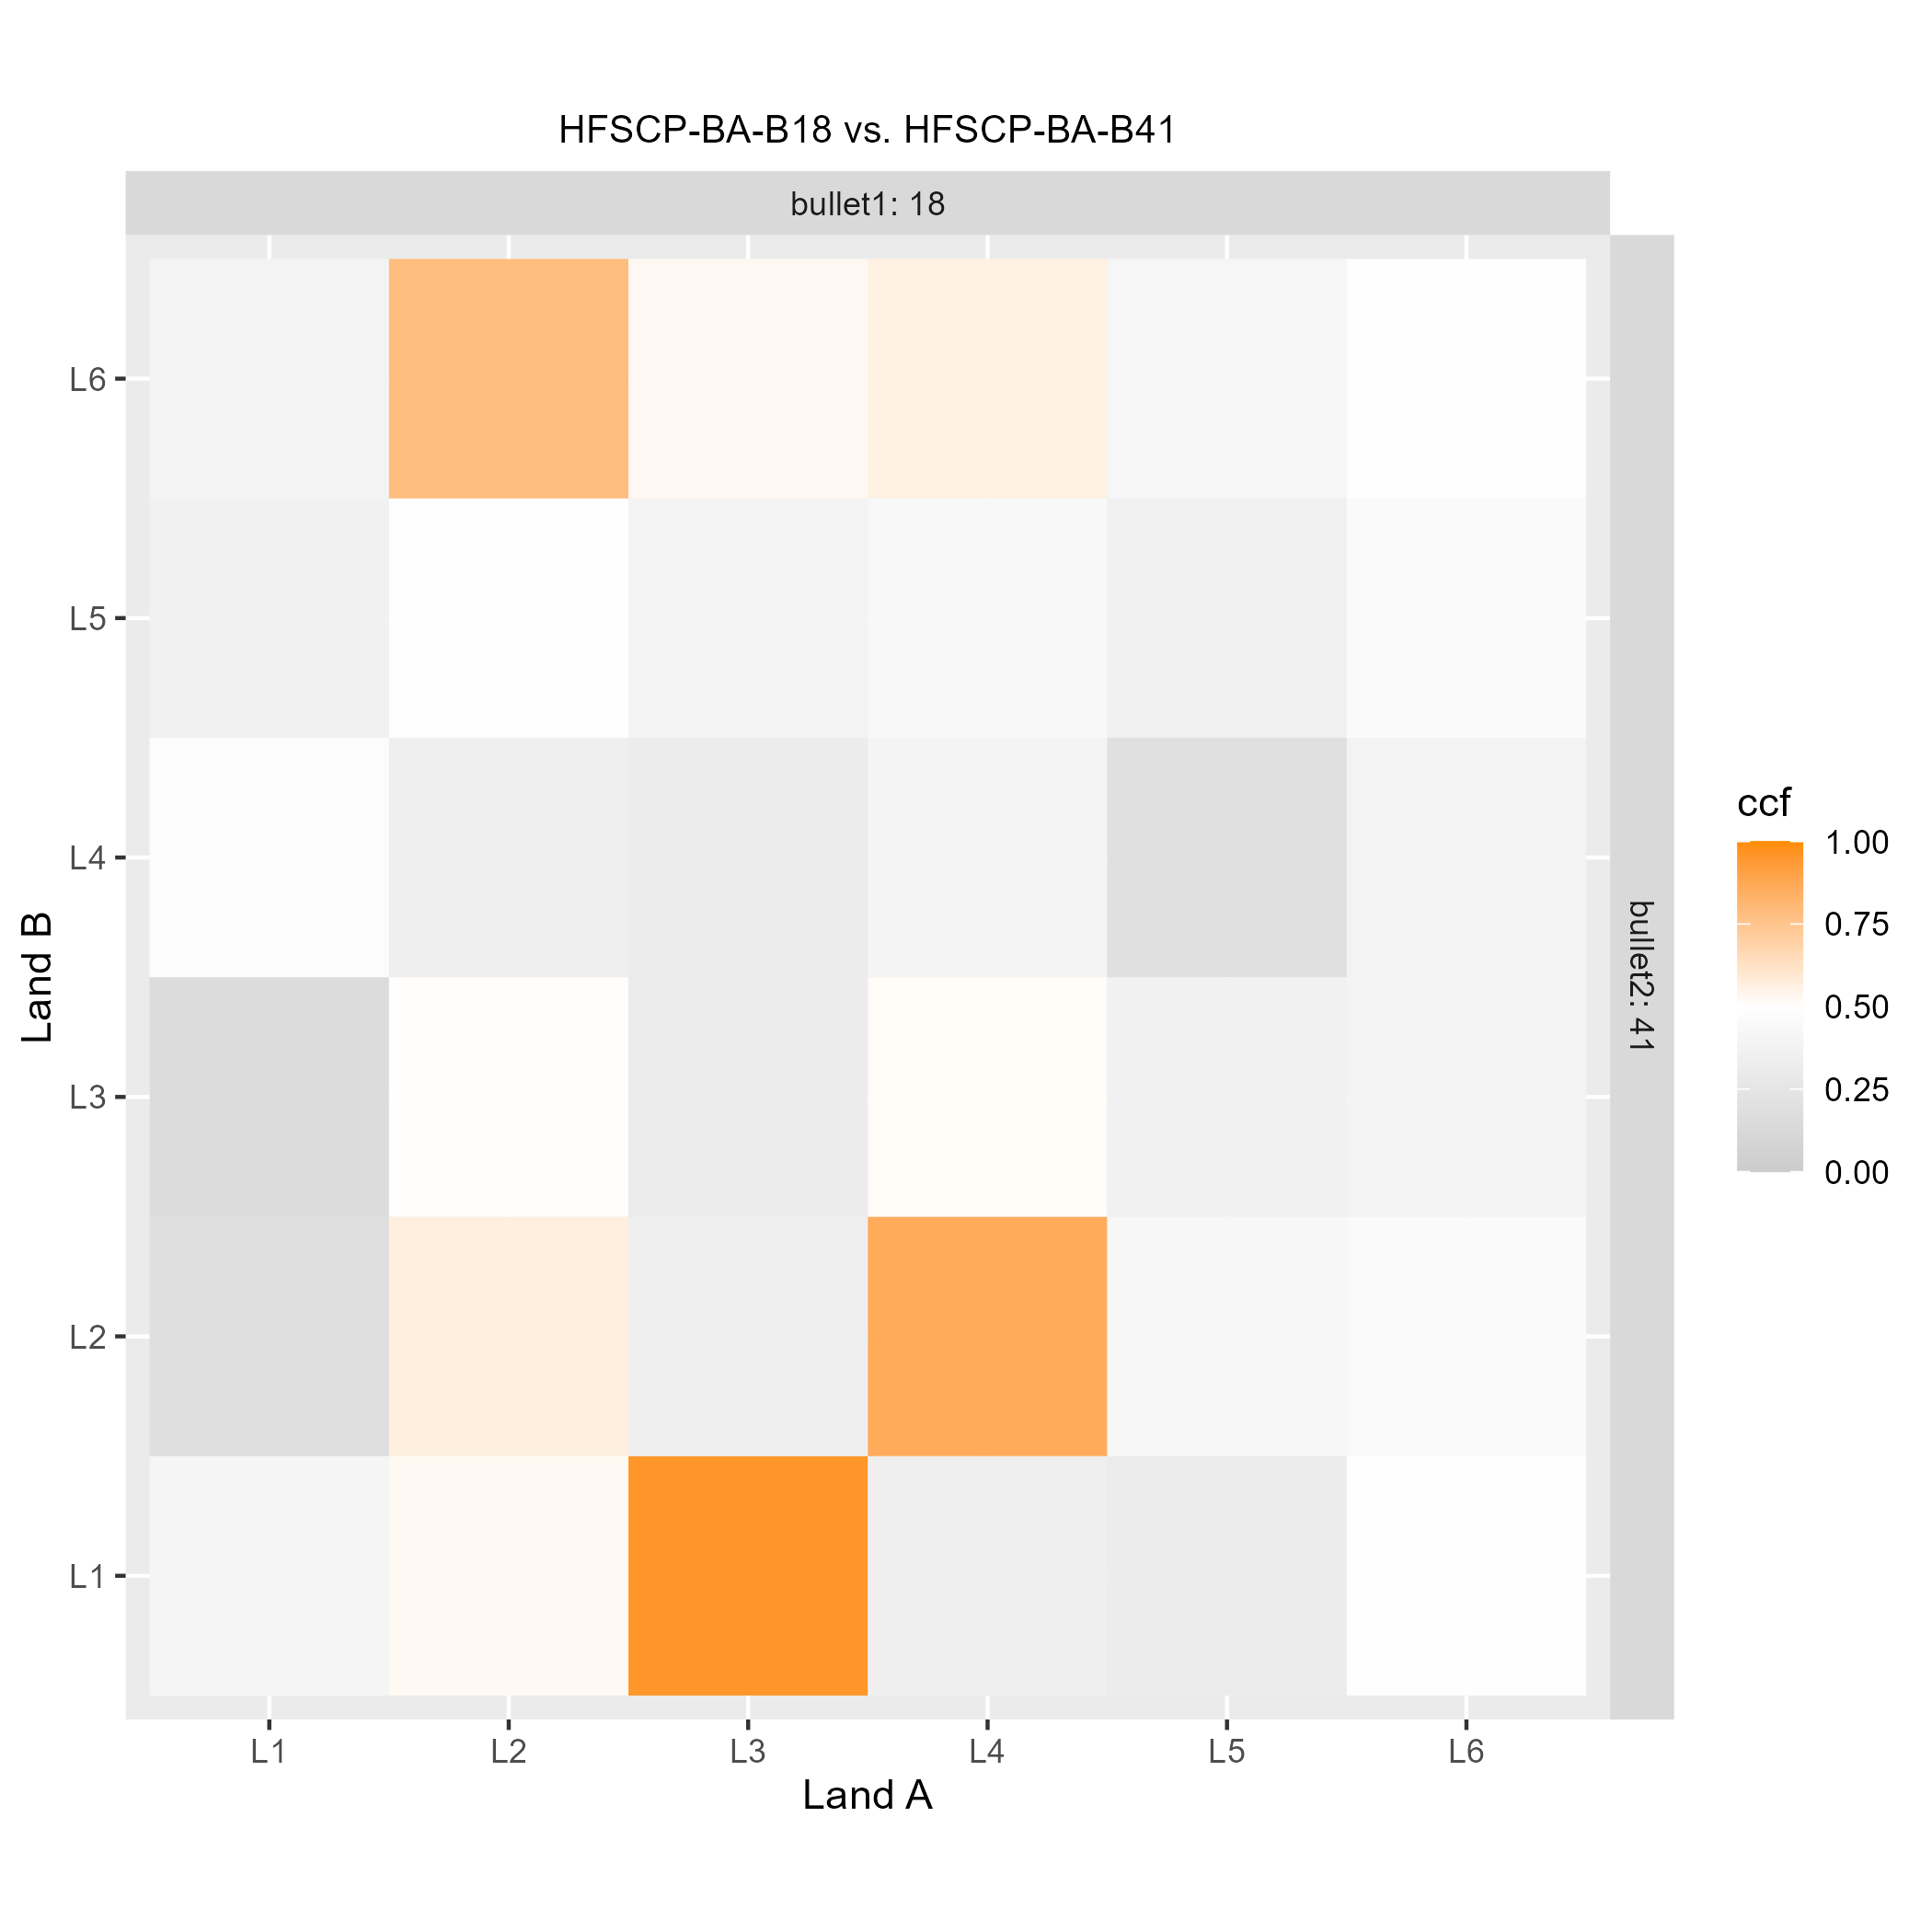 HFSCP-BA-B18 vs. HFSCP-BA-B41
bullet1: 18
L6
L5
L4
L3
L2
L1
Land B
bullet2: 41
ccf
1.00
0.75
0.50
0.25
0.00
L1 L2 L3 L4 L5 L6
Land A